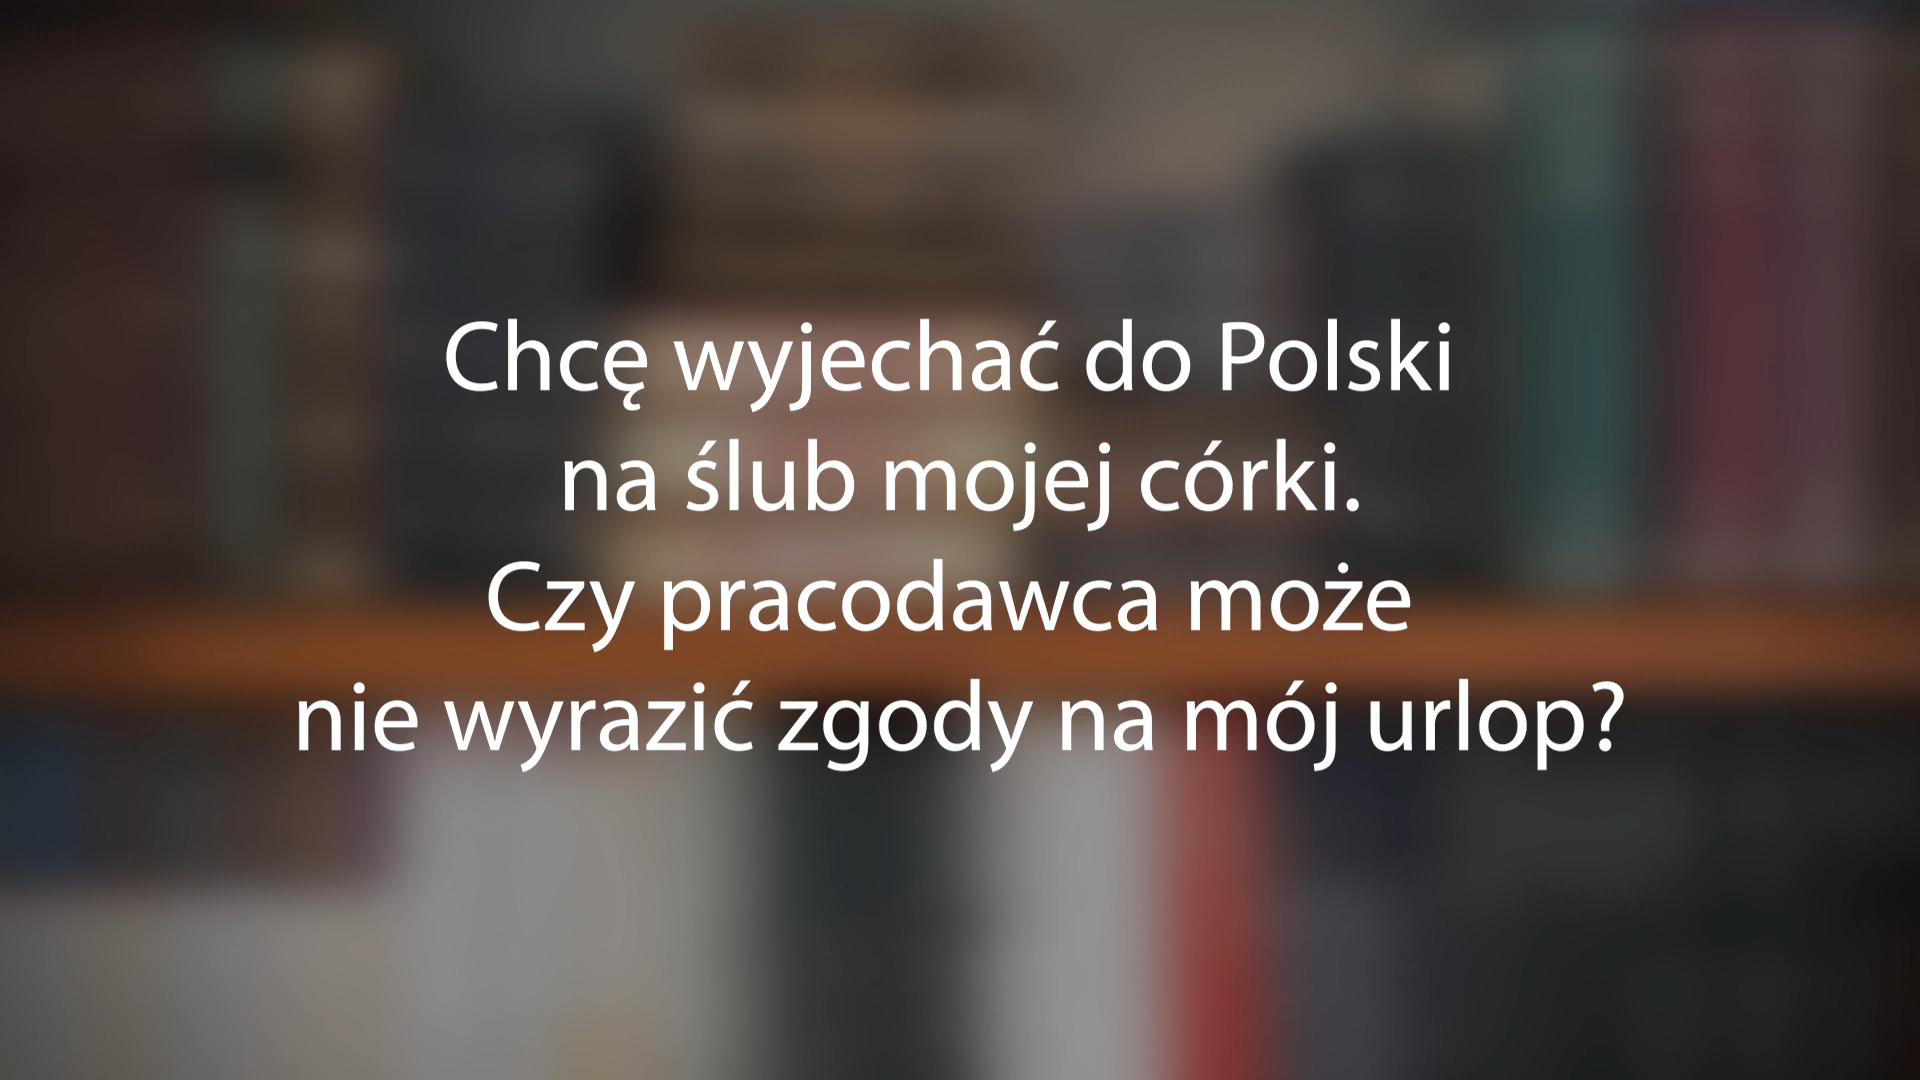 Chcę wyjechać do Polski
na ślub mojej córki.
Czy pracodawca może
nie wyrazić zgody na mój urlop?